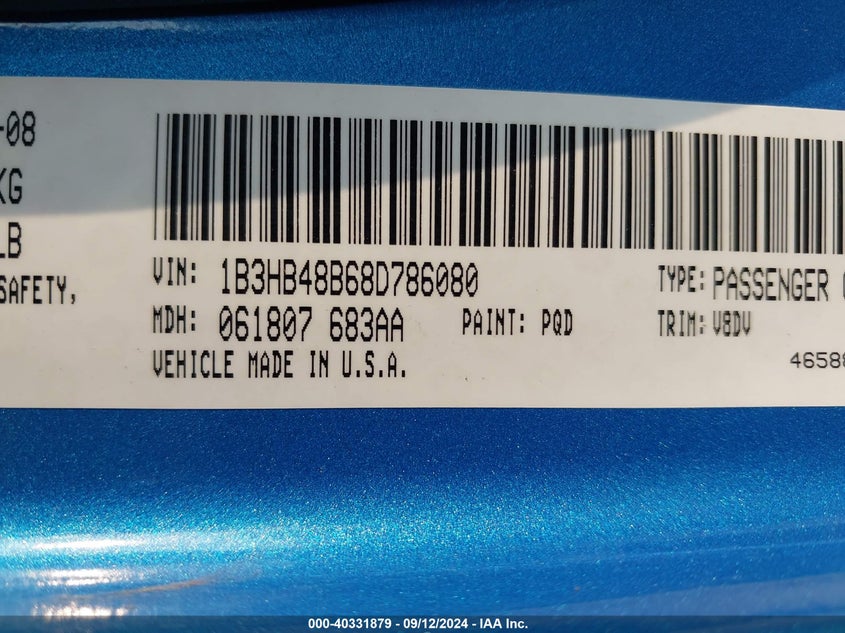 -08
KG
LB
SAFETY,
VIN: 1B3HB48B68D786080
TYPE: PASSENGER
MDH: 061807 683AA
PAINT: PQD
TRIM: V8DV
VEHICLE MADE IN U.S.A.
4658
000-40331879 - 09/12/2024 - IAA Inc.